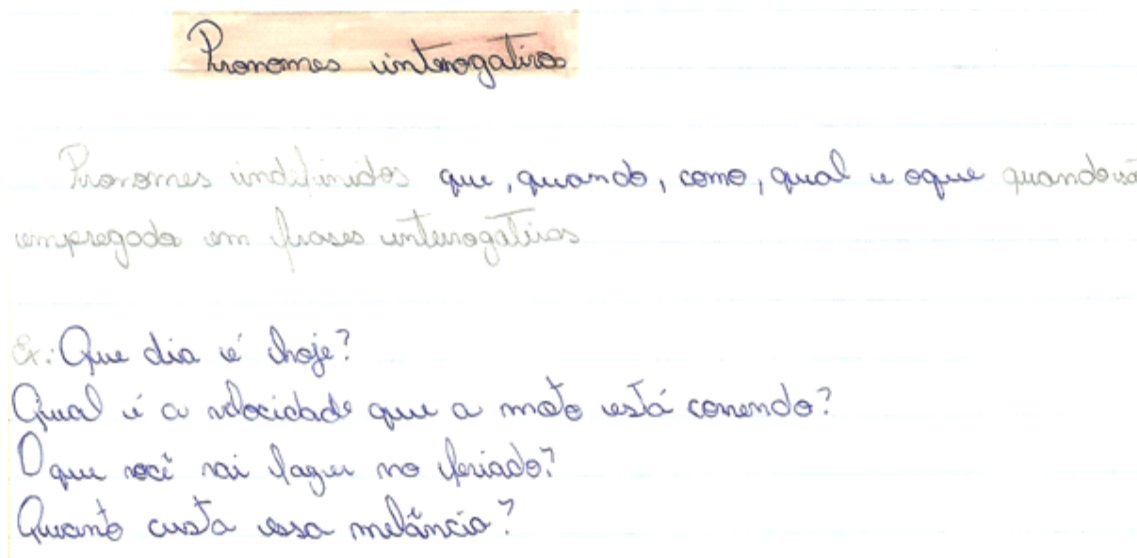 Pronomes interrogativos
Pronomes indefinidos que, quando, como, qual e oque quando são
empregado em frases interrogativas
Ex: Que dia é hoje?
Qual é a velocidade que a moto está correndo?
O que você vai fazer no feriado?
Quanto custa essa melância?